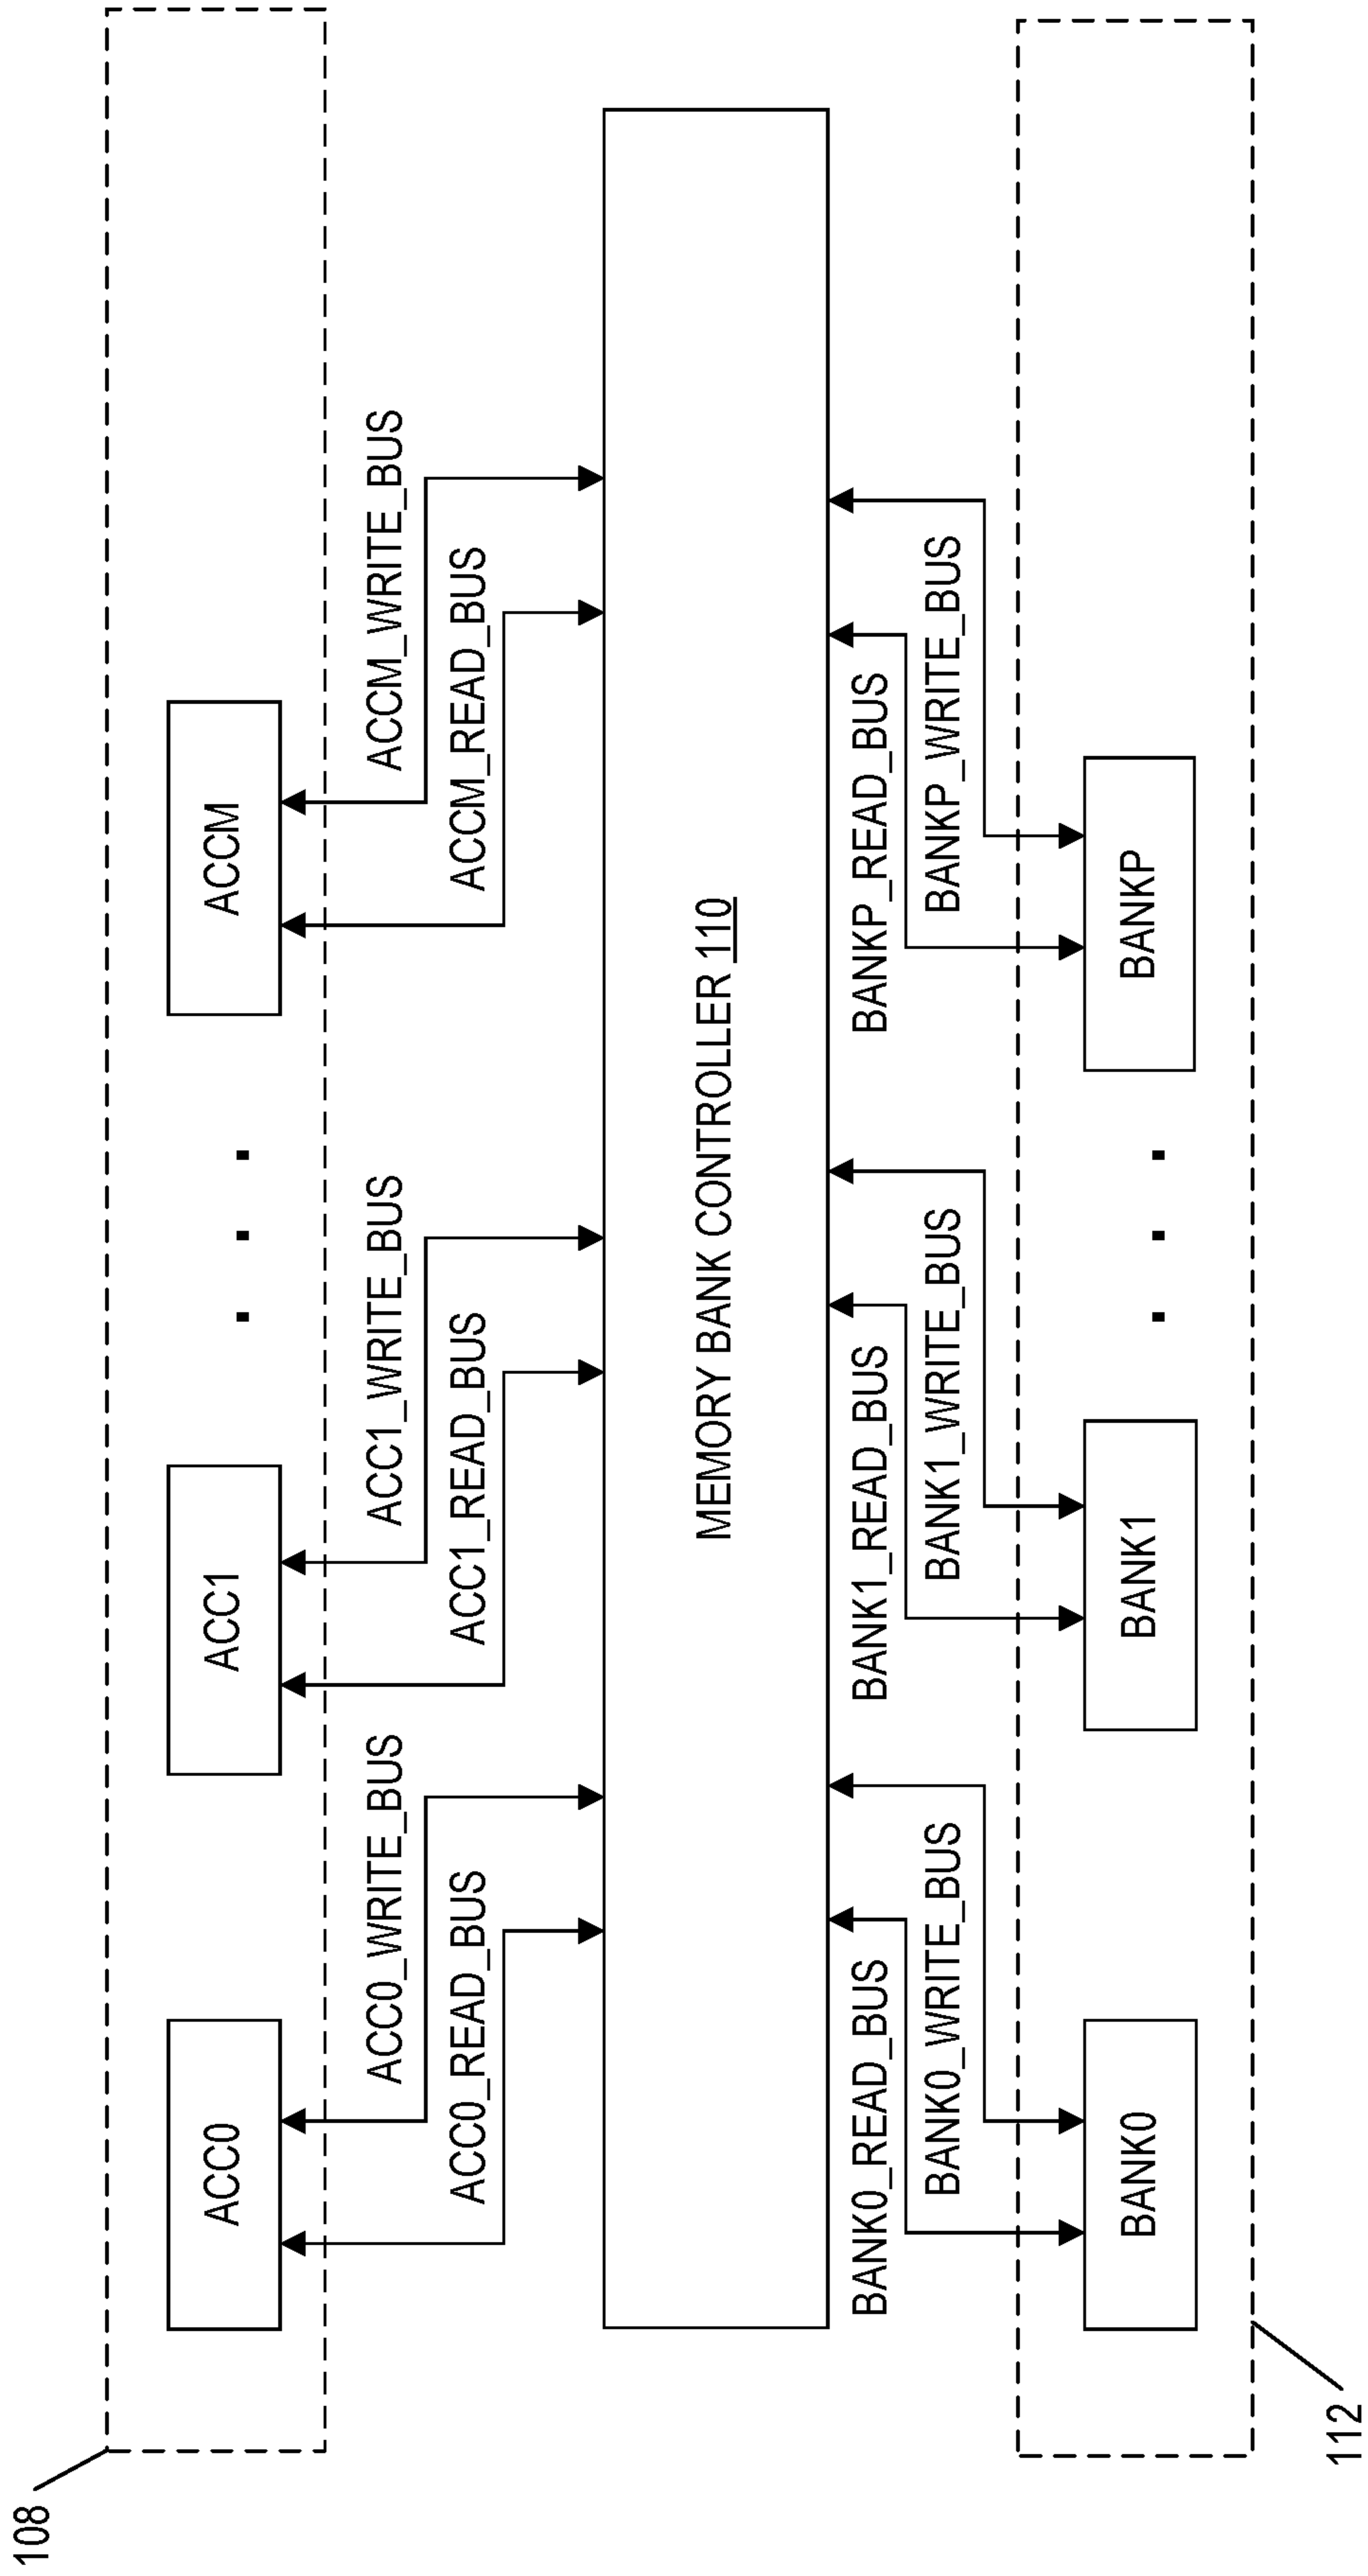 108
ACC0
ACC1
. . .
ACCM
ACC0_WRITE_BUS
ACC1_WRITE_BUS
ACCM_WRITE_BUS
ACC0_READ_BUS
ACC1_READ_BUS
ACCM_READ_BUS
MEMORY BANK CONTROLLER 110
BANK0_READ_BUS
BANK1_READ_BUS
BANKP_READ_BUS
BANK0_WRITE_BUS
BANK1_WRITE_BUS
BANKP_WRITE_BUS
BANK0
BANK1
. . .
BANKP
112